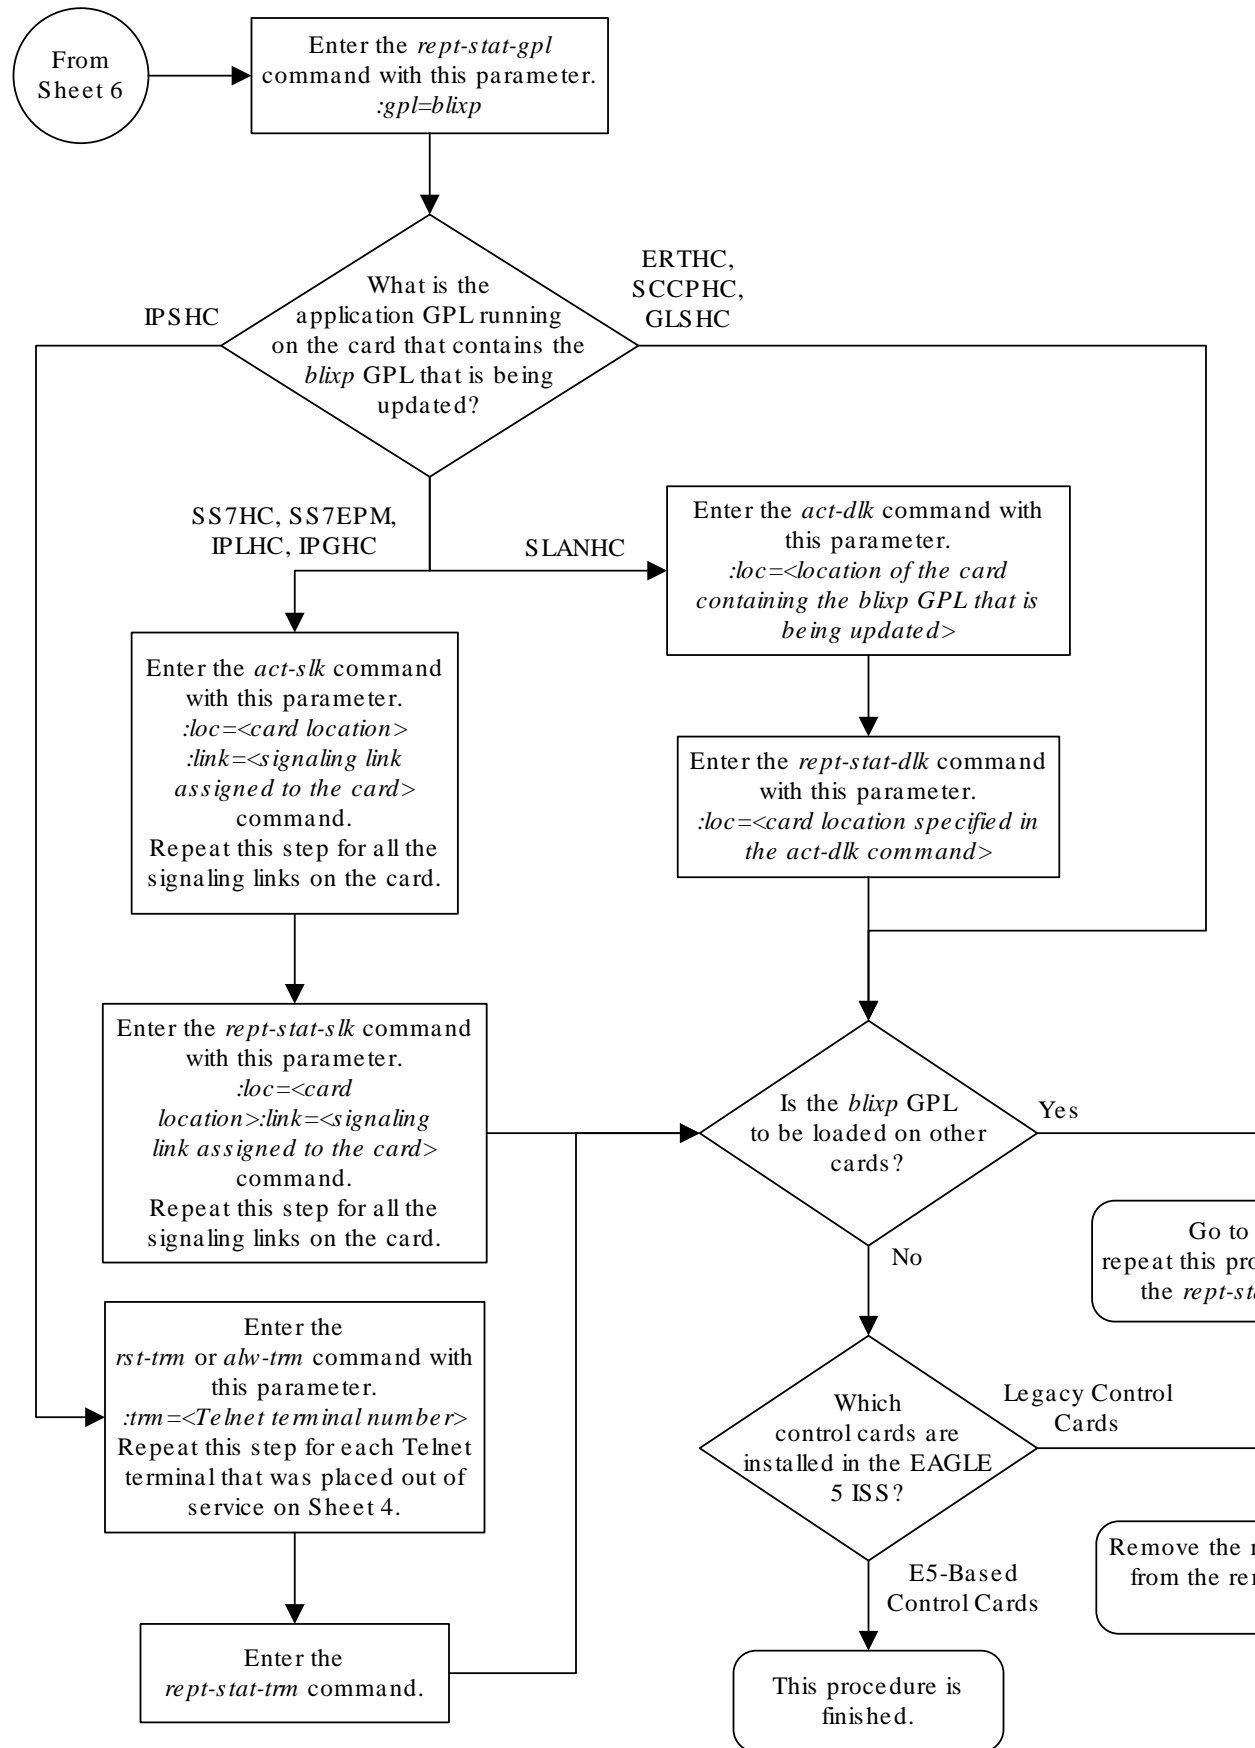 From
Sheet 6
Enter the rept-stat-gpl
command with this parameter.
:gpl=blixp
What is the
application GPL running
on the card that contains the
blixp GPL that is being
updated?
IPSHC
ERTHC,
SCCPHC,
GLSHC
SS7HC, SS7EPM,
IPLHC, IPGHC
SLANHC
Enter the act-dlk command with
this parameter.
:loc=<location of the card
containing the blixp GPL that is
being updated>
Enter the act-slk command
with this parameter.
:loc=<card location>
:link=<signaling link
assigned to the card>
command.
Repeat this step for all the
signaling links on the card.
Enter the rept-stat-dlk command
with this parameter.
:loc=<card location specified in
the act-dlk command>
Enter the rept-stat-slk command
with this parameter.
:loc=<card
location>:link=<signaling
link assigned to the card>
command.
Repeat this step for all the
signaling links on the card.
Is the blixp GPL
to be loaded on other
cards?
Yes
No
Go to
repeat this pro
the rept-st
Enter the
rst-trm or alw-trm command with
this parameter.
:trm=<Telnet terminal number>
Repeat this step for each Telnet
terminal that was placed out of
service on Sheet 4.
Which
control cards are
installed in the EAGLE
5 ISS?
Legacy Control
Cards
E5-Based
Control Cards
Remove the
from the
Enter the
rept-stat-trm command.
This procedure is
finished.